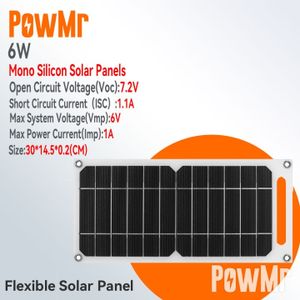 PowMr
6W
Mono Silicon Solar Panels
Open Circuit Voltage(Voc):7.2V
Short Circuit Current（ISC）:1.1A
Max System Voltage(Vmp):6V
Max Power Current(Imp):1A
Size:30*14.5*0.2(CM)
Flexible Solar Panel
PowMr